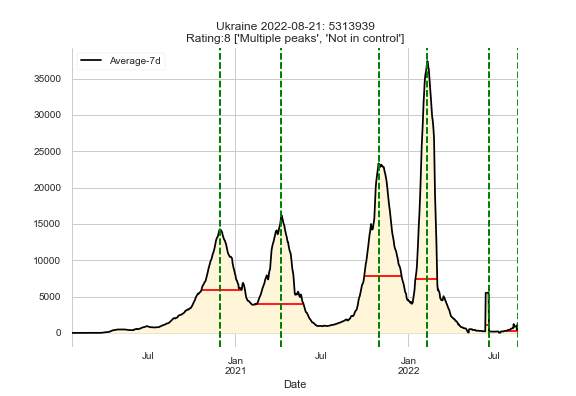 Ukraine 2022-08-21: 5313939
Rating:8 ['Multiple peaks', 'Not in control']
Average-7d
35000
30000
25000
20000
15000
10000
5000
0
Jul
Jan
2021
Jul
Jan
2022
Jul
Date